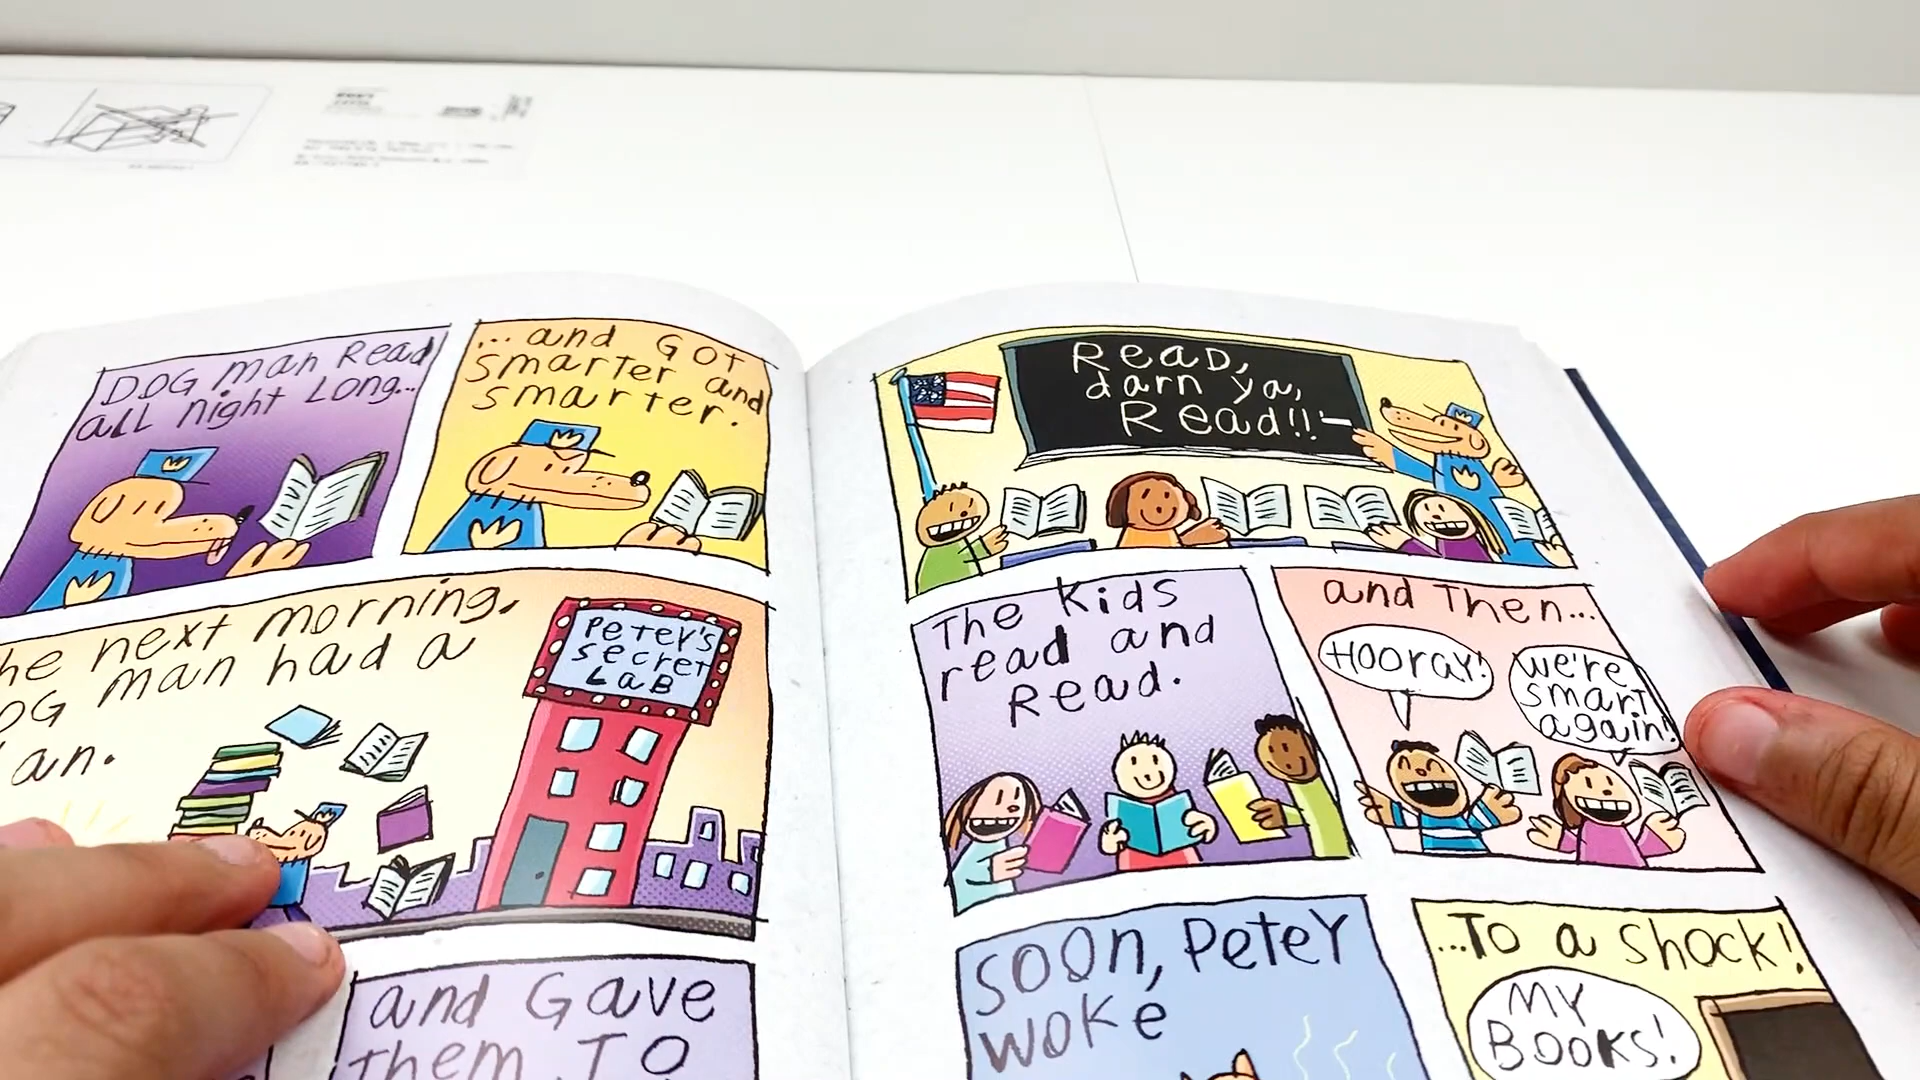 DOG man Read
all night Long...
...and GOT
smarter and
smarter.
he next morning,
OG man had a
an.
Petey's
secret
LaB
and Gave
them To
Read,
darn ya,
Read!!
The Kids
read and
Read.
and Then...
HOORAY!
we're
smart
again!
soon, Petey
woke
...To a shock!
MY
BOOKS!